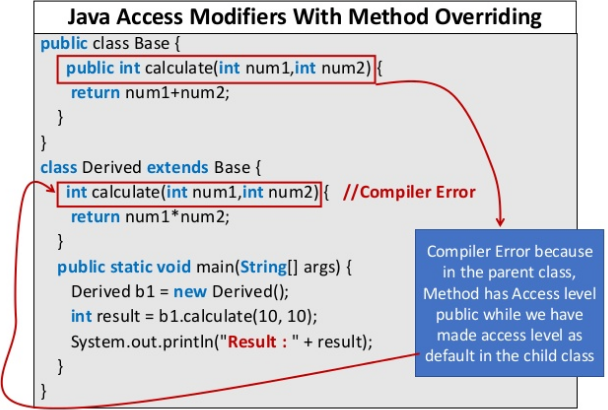 Java Access Modifiers With Method Overriding
public class Base {
public int calculate(int num1,int num2) {
return num1+num2;
}
}
class Derived extends Base {
int calculate(int num1,int num2) { //Compiler Error
return num1*num2;
}
public static void main(String[] args) {
Derived b1 = new Derived();
int result = b1.calculate(10, 10);
System.out.println("Result : " + result);
}
}
Compiler Error because
in the parent class,
Method has Access level
public while we have
made access level as
default in the child class